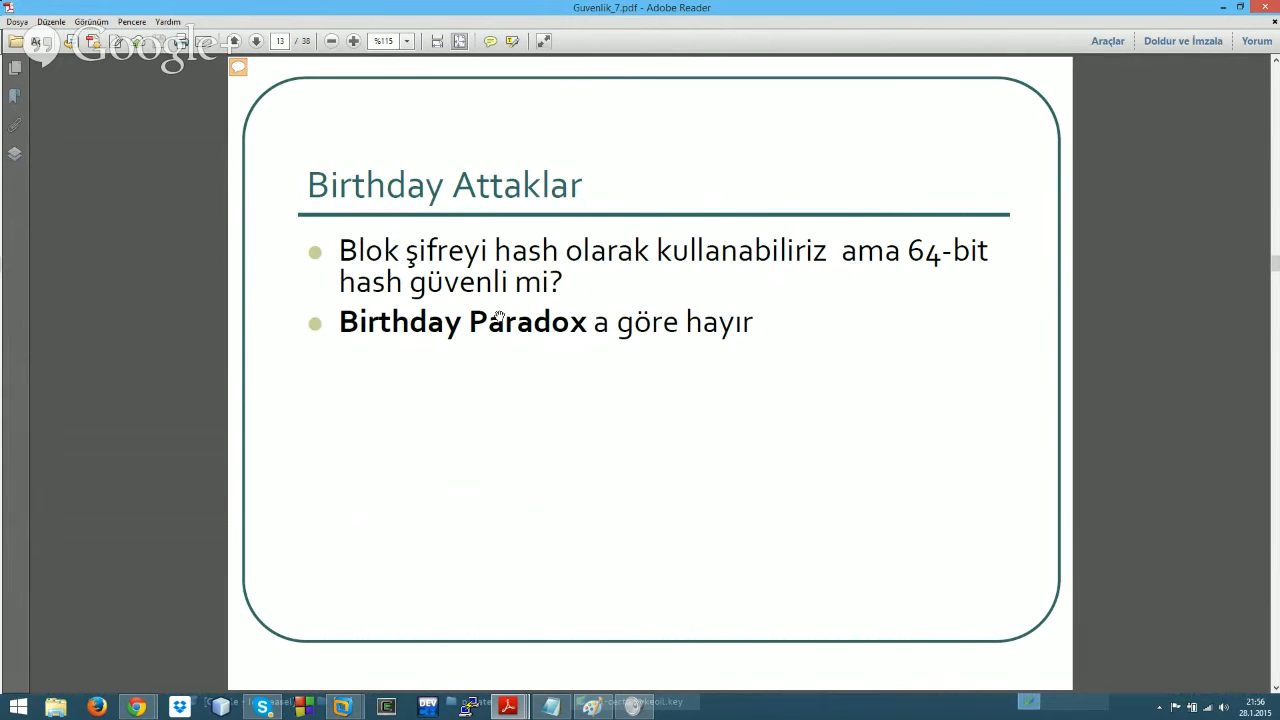 Guvenlik_7.pdf - Adobe Reader
Dosya Düzenle Görünüm Pencere Yardım
Google+
13 / 38 %115
Araçlar Doldur ve İmzala Yorum
Birthday Attaklar
Blok şifreyi hash olarak kullanabiliriz ama 64-bit
hash güvenli mi?
Birthday Paradox a göre hayır
DEV
21:56
28.1.2015